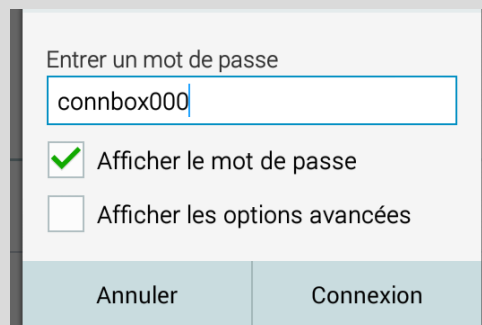 Entrer un mot de passe
connbox000
Afficher le mot de passe
Afficher les options avancées
Annuler
Connexion